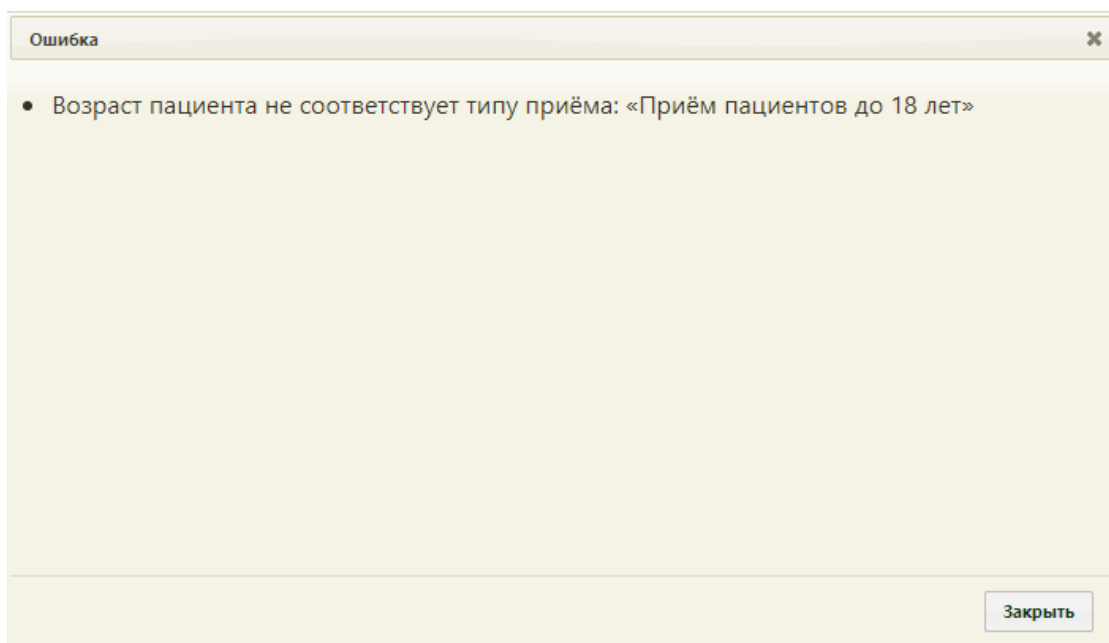 Ошибка
Возраст пациента не соответствует типу приёма: «Приём пациентов до 18 лет»
Закрыть